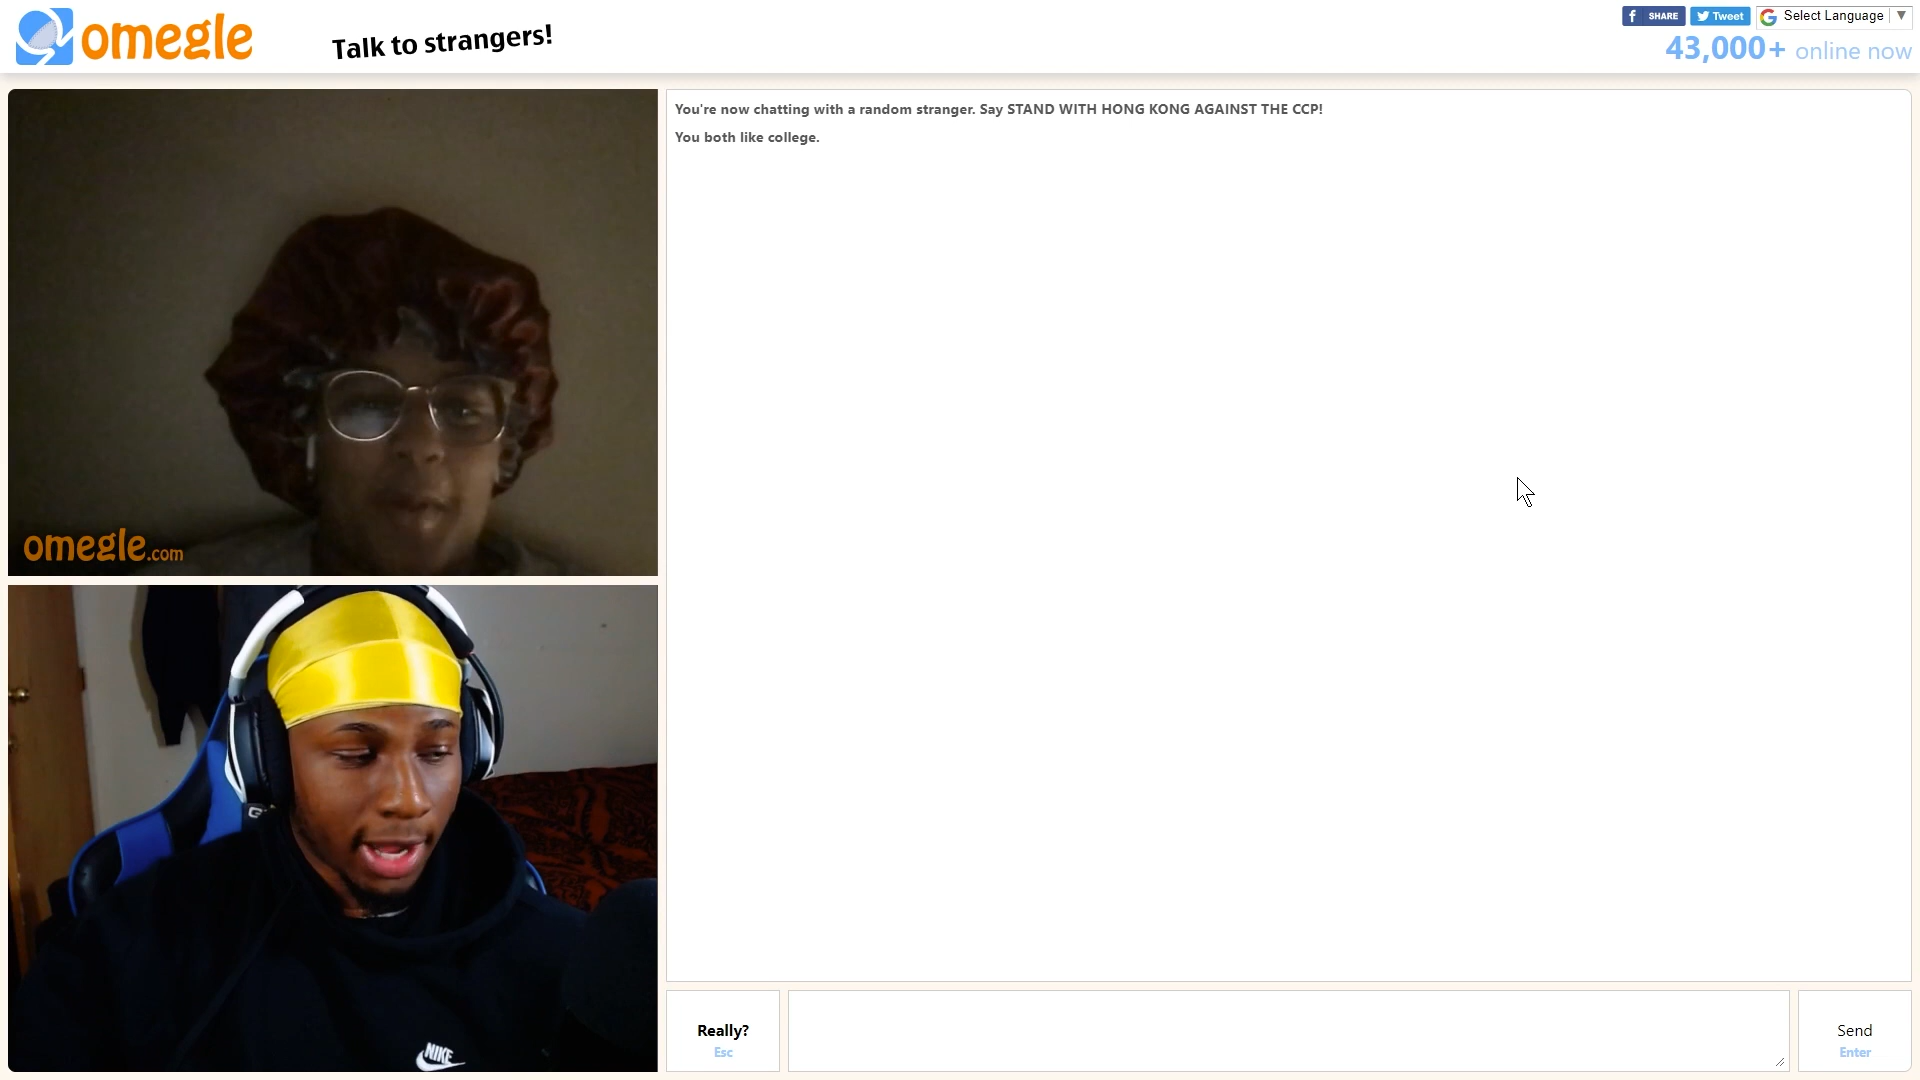 omegle
Talk to strangers!
SHARE
Tweet
Select Language ▼
43,000+ online now
You're now chatting with a random stranger. Say STAND WITH HONG KONG AGAINST THE CCP!
You both like college.
omegle.com
NIKE
Really?
Esc
Send
Enter